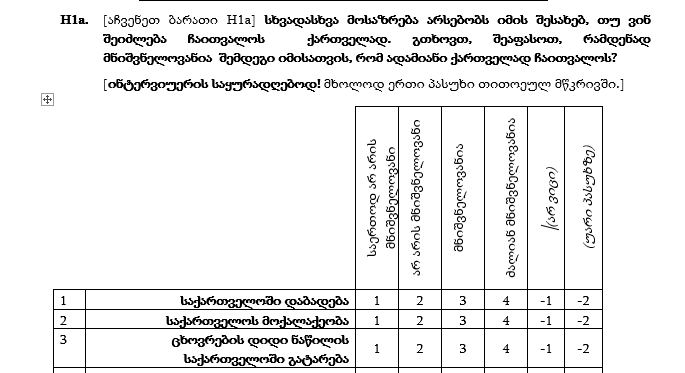 H1a. [აჩვენეთ ბარათი H1a] სხვადასხვა მოსაზრება არსებობს იმის შესახებ, თუ ვინ
შეიძლება ჩაითვალოს ქართველად. გთხოვთ, შეაფასოთ, რამდენად
მნიშვნელოვანია შემდეგი იმისათვის, რომ ადამიანი ქართველად ჩაითვალოს?
[ინტერვიუერის საყურადღებოდ! მხოლოდ ერთი პასუხი თითოეულ მწკრივში.]
საერთოდ არ არის
მნიშვნელოვანი
არ არის მნიშვნელოვანი
მნიშვნელოვანია
ძალიან მნიშვნელოვანია
(არ ვიცი)
(უარი პასუხზე)
1 საქართველოში დაბადება 1 2 3 4 -1 -2
2 საქართველოს მოქალაქეობა 1 2 3 4 -1 -2
3 ცხოვრების დიდი ნაწილის
საქართველოში გატარება 1 2 3 4 -1 -2